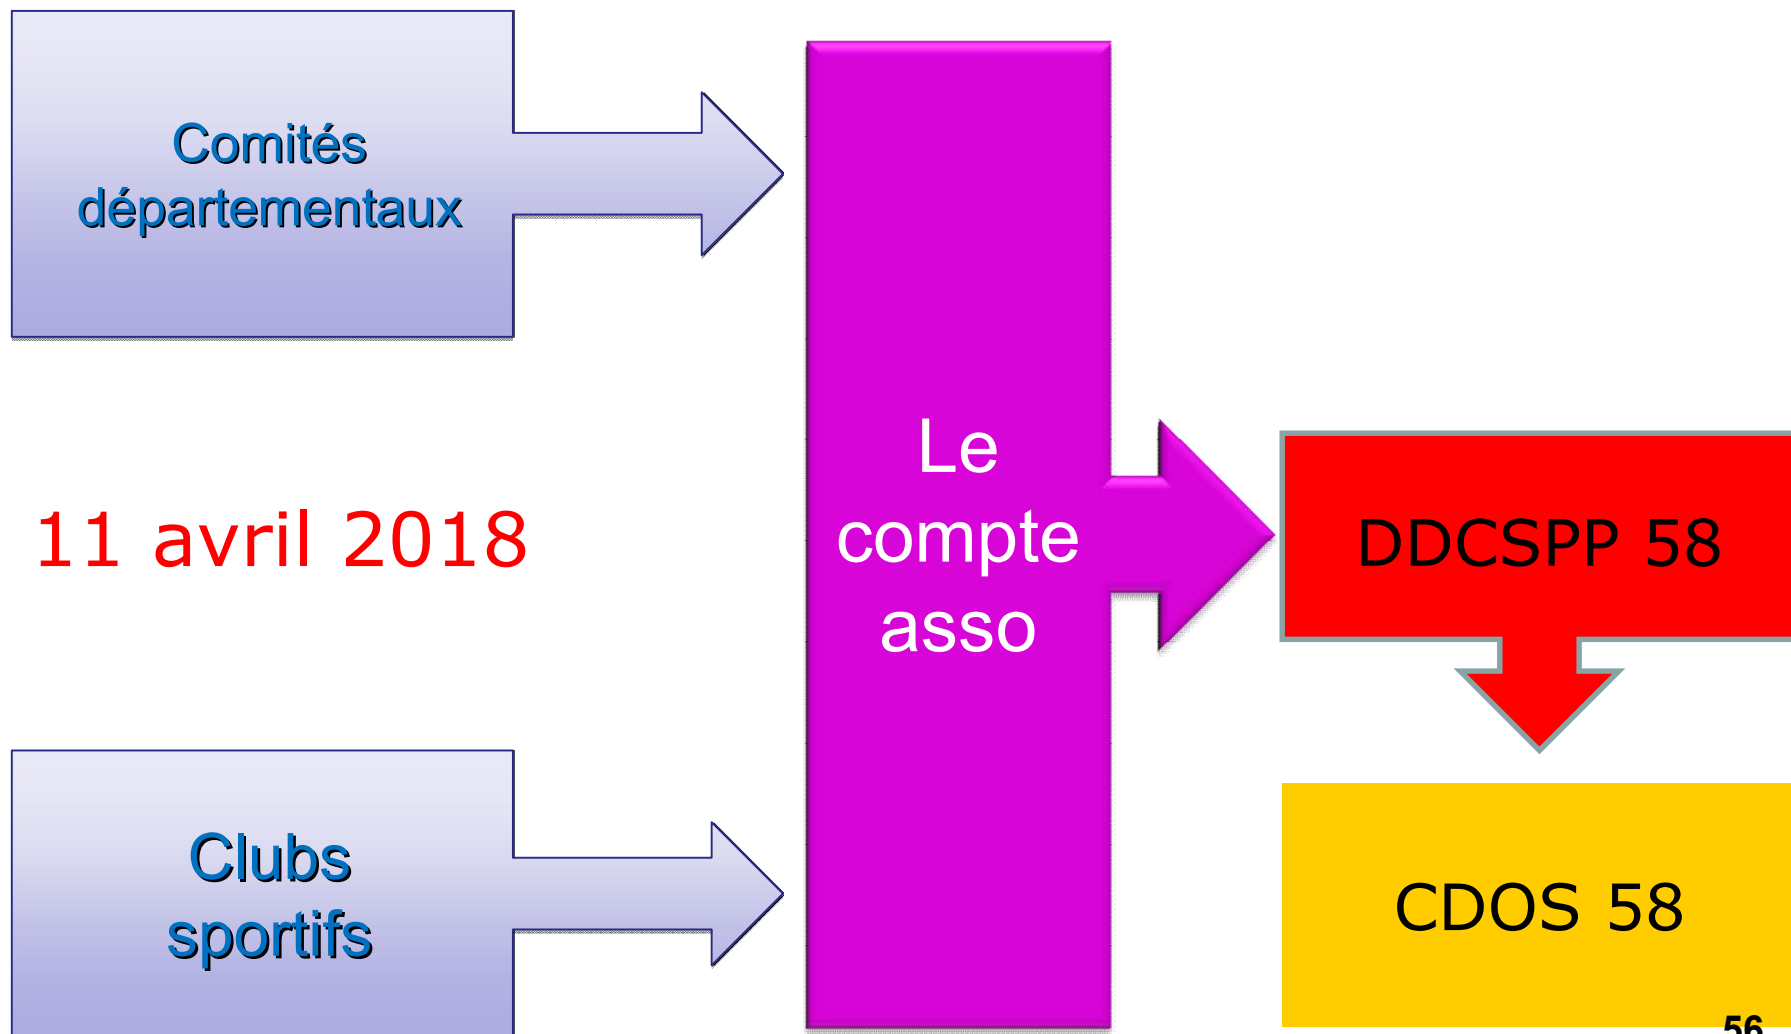 Comités
départementaux
11 avril 2018
Clubs
sportifs
Le
compte
asso
DDCSPP 58
CDOS 58
56